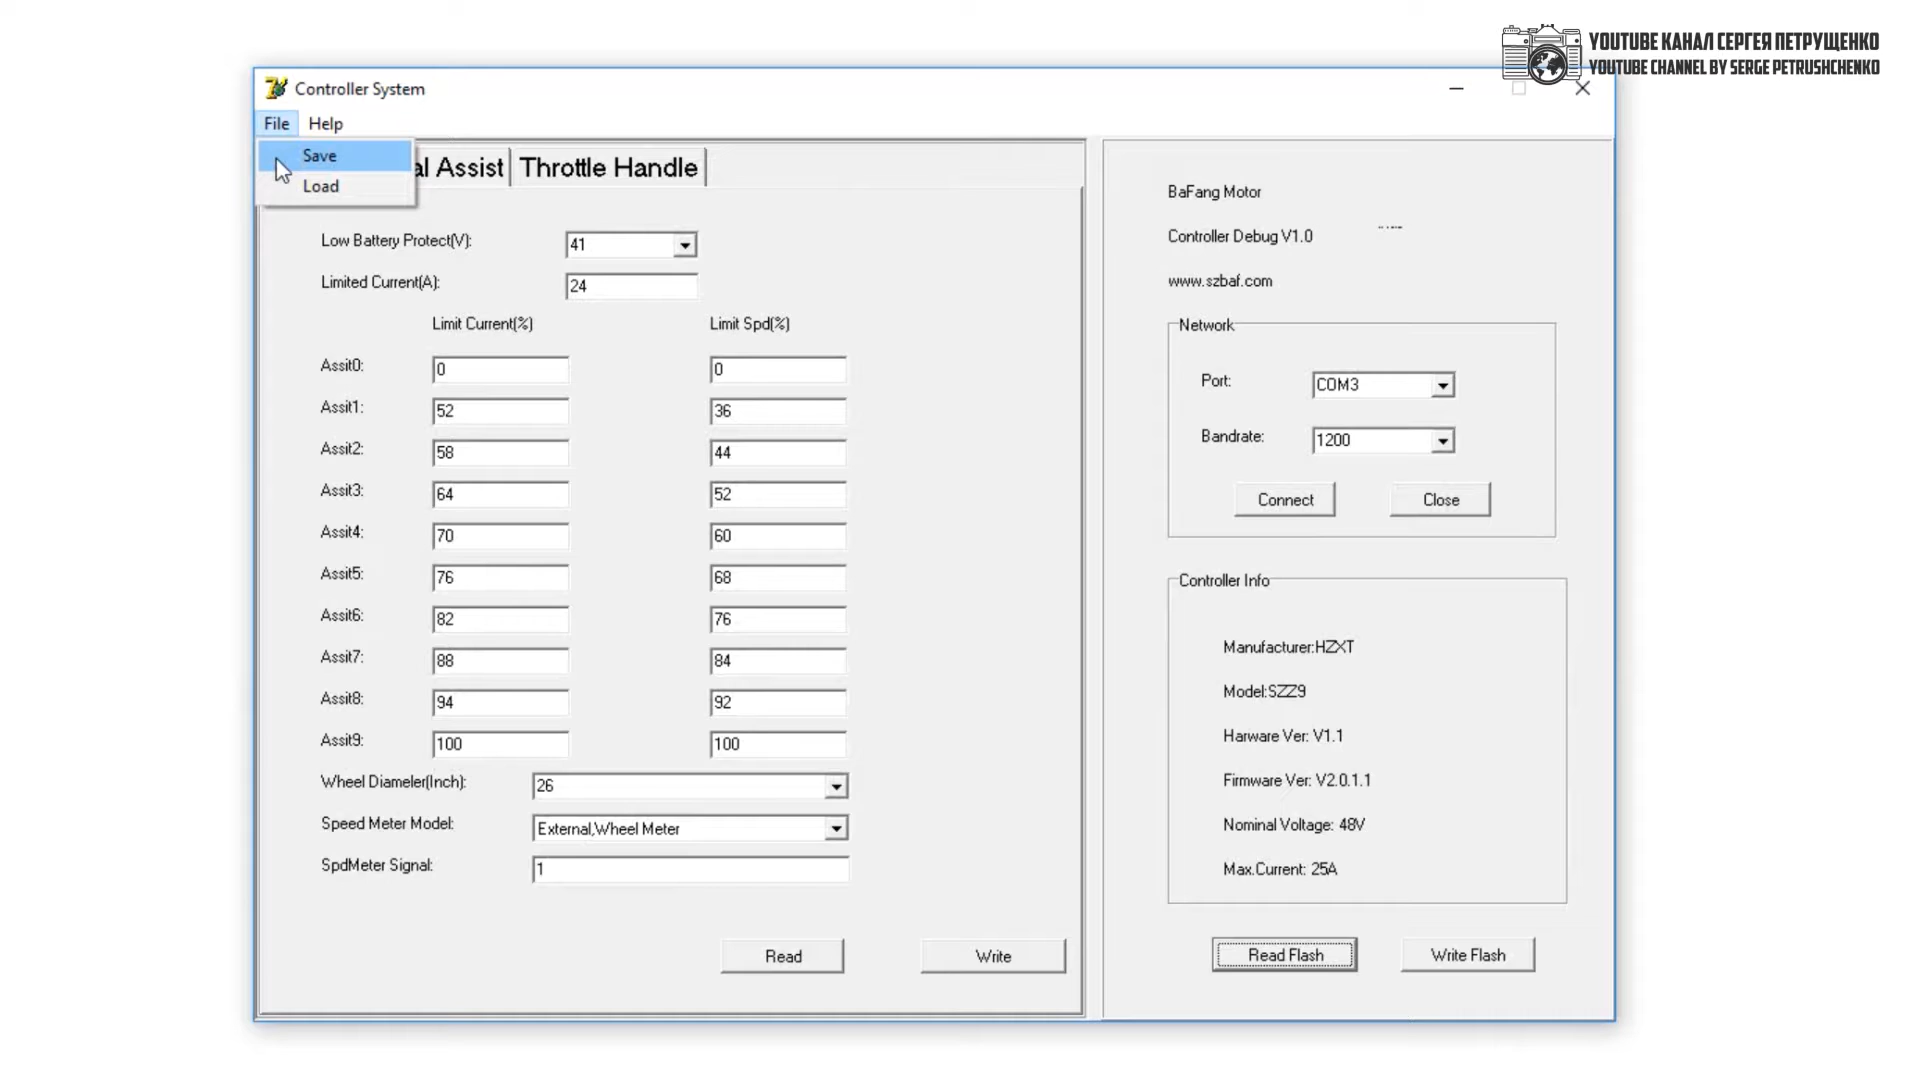 YOUTUBE КАНАЛ СЕРГЕЯ ПЕТРУЩЕНКО
YOUTUBE CHANNEL BY SERGE PETRUSHCHENKO
Controller System
File Help
Save
Load
al Assist Throttle Handle
Low Battery Protect(V): 41
Limited Current(A): 24
Limit Current(%) Limit Spd(%)
Assit0: 0 0
Assit1: 52 36
Assit2: 58 44
Assit3: 64 52
Assit4: 70 60
Assit5: 76 68
Assit6: 82 76
Assit7: 88 84
Assit8: 94 92
Assit9: 100 100
Wheel Diameler(Inch): 26
Speed Meter Model: External,Wheel Meter
SpdMeter Signal: 1
Read Write
BaFang Motor
Controller Debug V1.0
www.szbaf.com
Network
Port: COM3
Bandrate: 1200
Connect Close
Controller Info
Manufacturer:HZXT
Model:SZZ9
Harware Ver: V1.1
Firmware Ver: V2.0.1.1
Nominal Voltage: 48V
Max.Current: 25A
Read Flash Write Flash